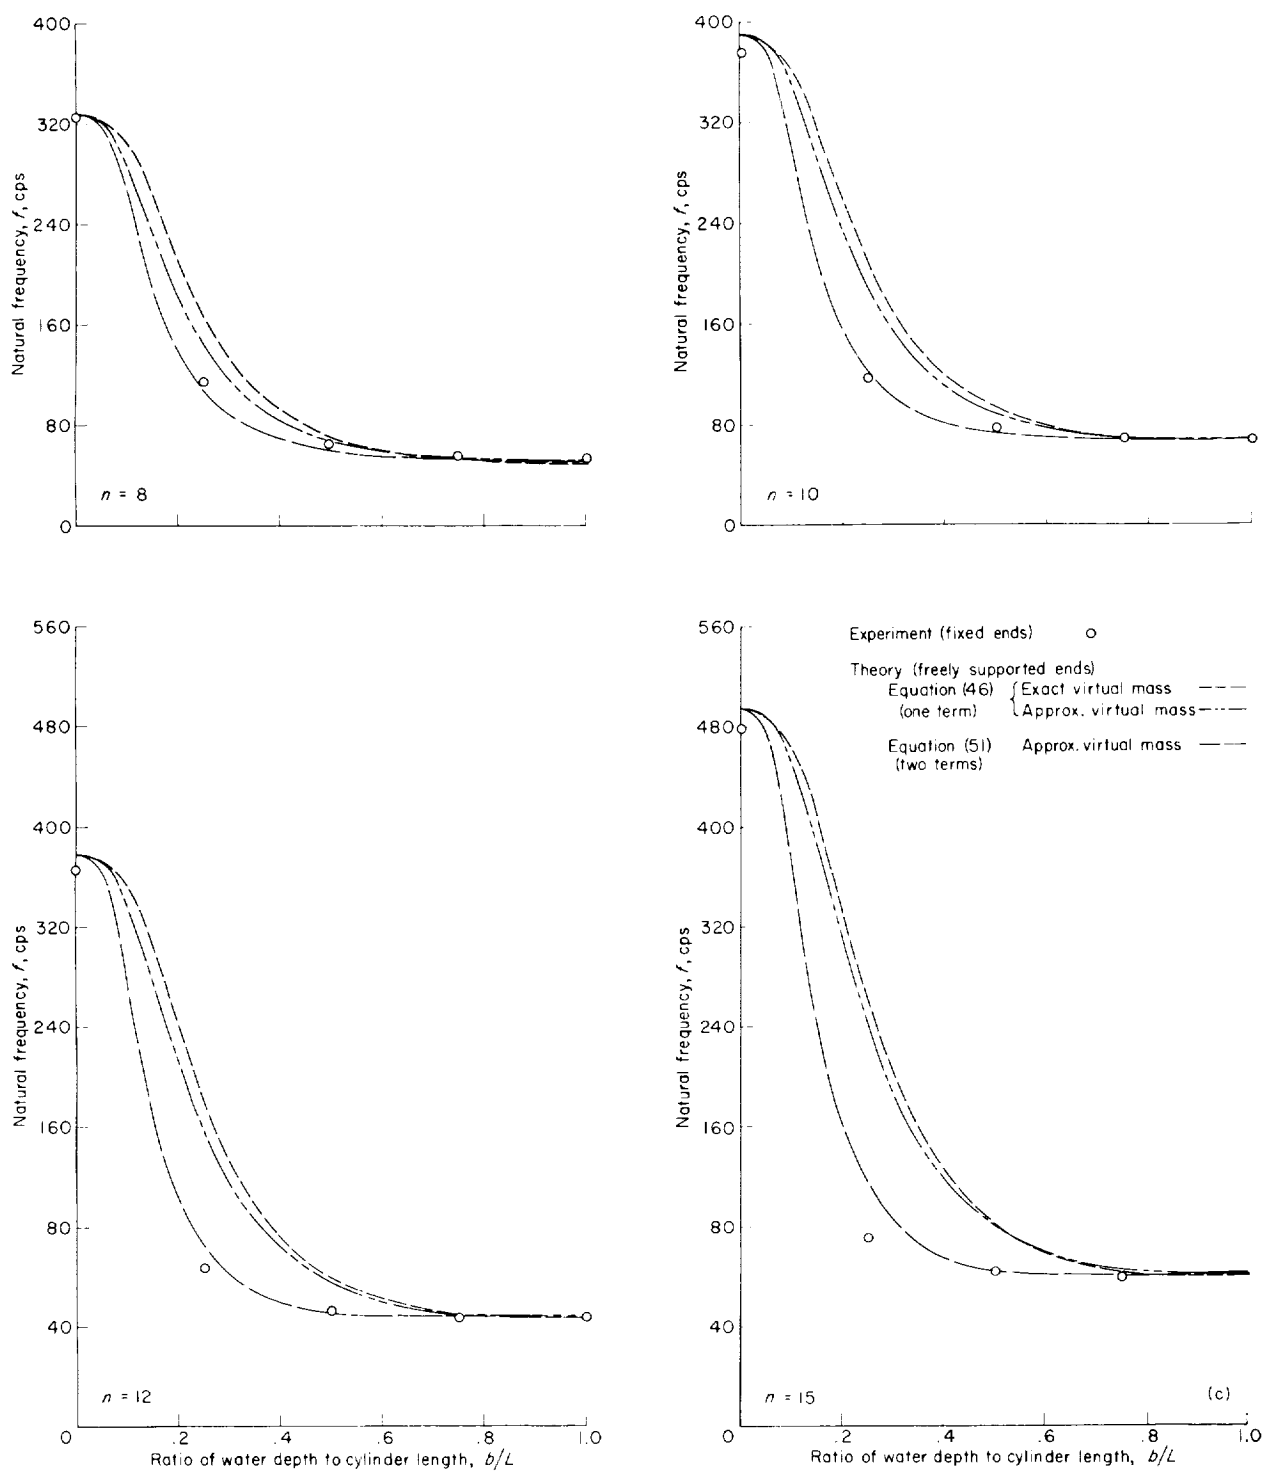 400
320
240
160
80
0
Natural frequency, f, cps
n = 8
400
320
240
160
80
0
Natural frequency, f, cps
n = 10
560
480
400
320
240
160
80
40
0
.2
.4
.6
.8
1.0
Natural frequency, f, cps
n = 12
Ratio of water depth to cylinder length, b/L
560
480
400
320
240
160
80
40
0
.2
.4
.6
.8
1.0
Natural frequency, f, cps
Experiment (fixed ends)
Theory (freely supported ends)
Equation (46) { Exact virtual mass
(one term) Approx. virtual mass
Equation (51) Approx. virtual mass
(two terms)
n = 15
(c)
Ratio of water depth to cylinder length, b/L